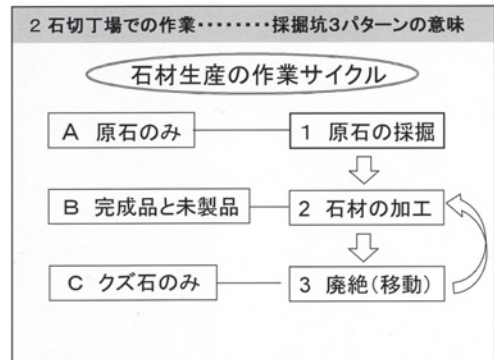 2 石切丁場での作業‥‥‥‥採掘坑3パターンの意味
石材生産の作業サイクル
A 原石のみ
1 原石の採掘
B 完成品と未製品
2 石材の加工
C クズ石のみ
3 廃絶(移動)